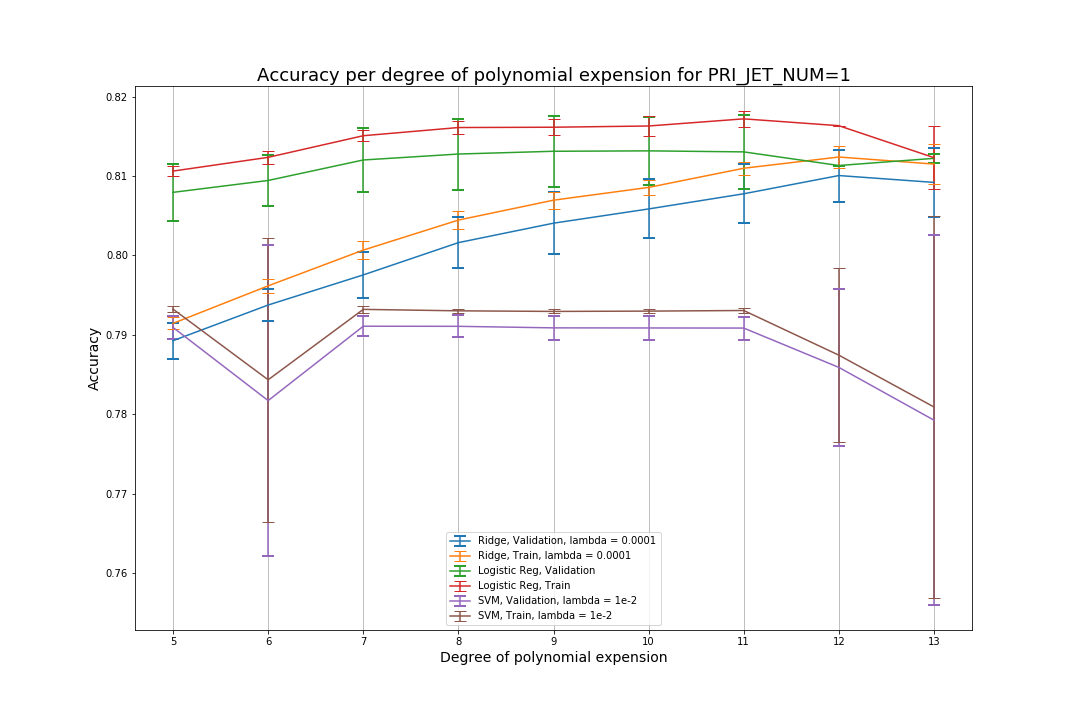 Accuracy per degree of polynomial expension for PRI_JET_NUM=1
0.82
0.81
0.80
0.79
0.78
0.77
0.76
Accuracy
Ridge, Validation, lambda = 0.0001
Ridge, Train, lambda = 0.0001
Logistic Reg, Validation
Logistic Reg, Train
SVM, Validation, lambda = 1e-2
SVM, Train, lambda = 1e-2
5 6 7 8 9 10 11 12 13
Degree of polynomial expension